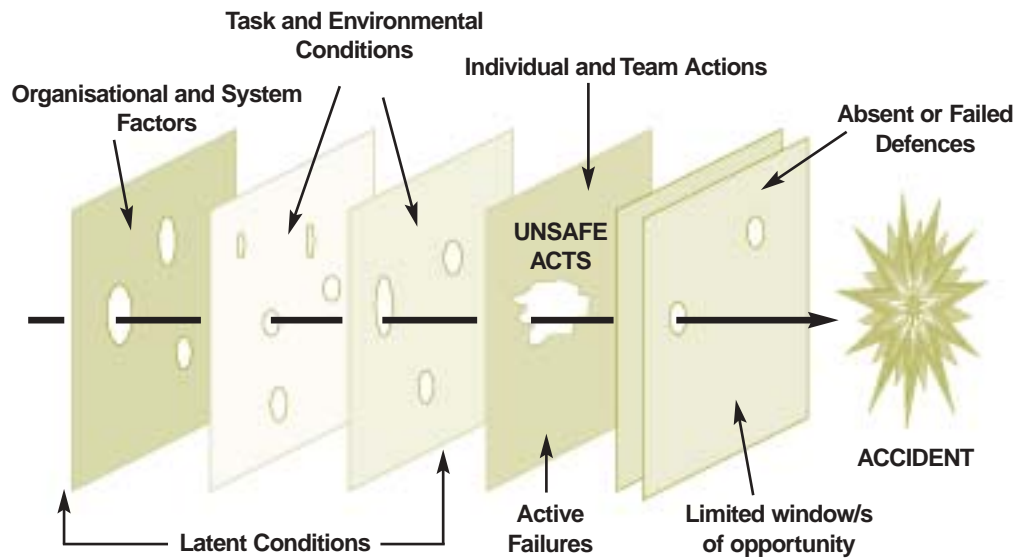 Task and Environmental
Conditions
Individual and Team Actions
Organisational and System
Factors
Absent or Failed
Defences
UNSAFE
ACTS
ACCIDENT
Latent Conditions
Active
Failures
Limited window/s
of opportunity